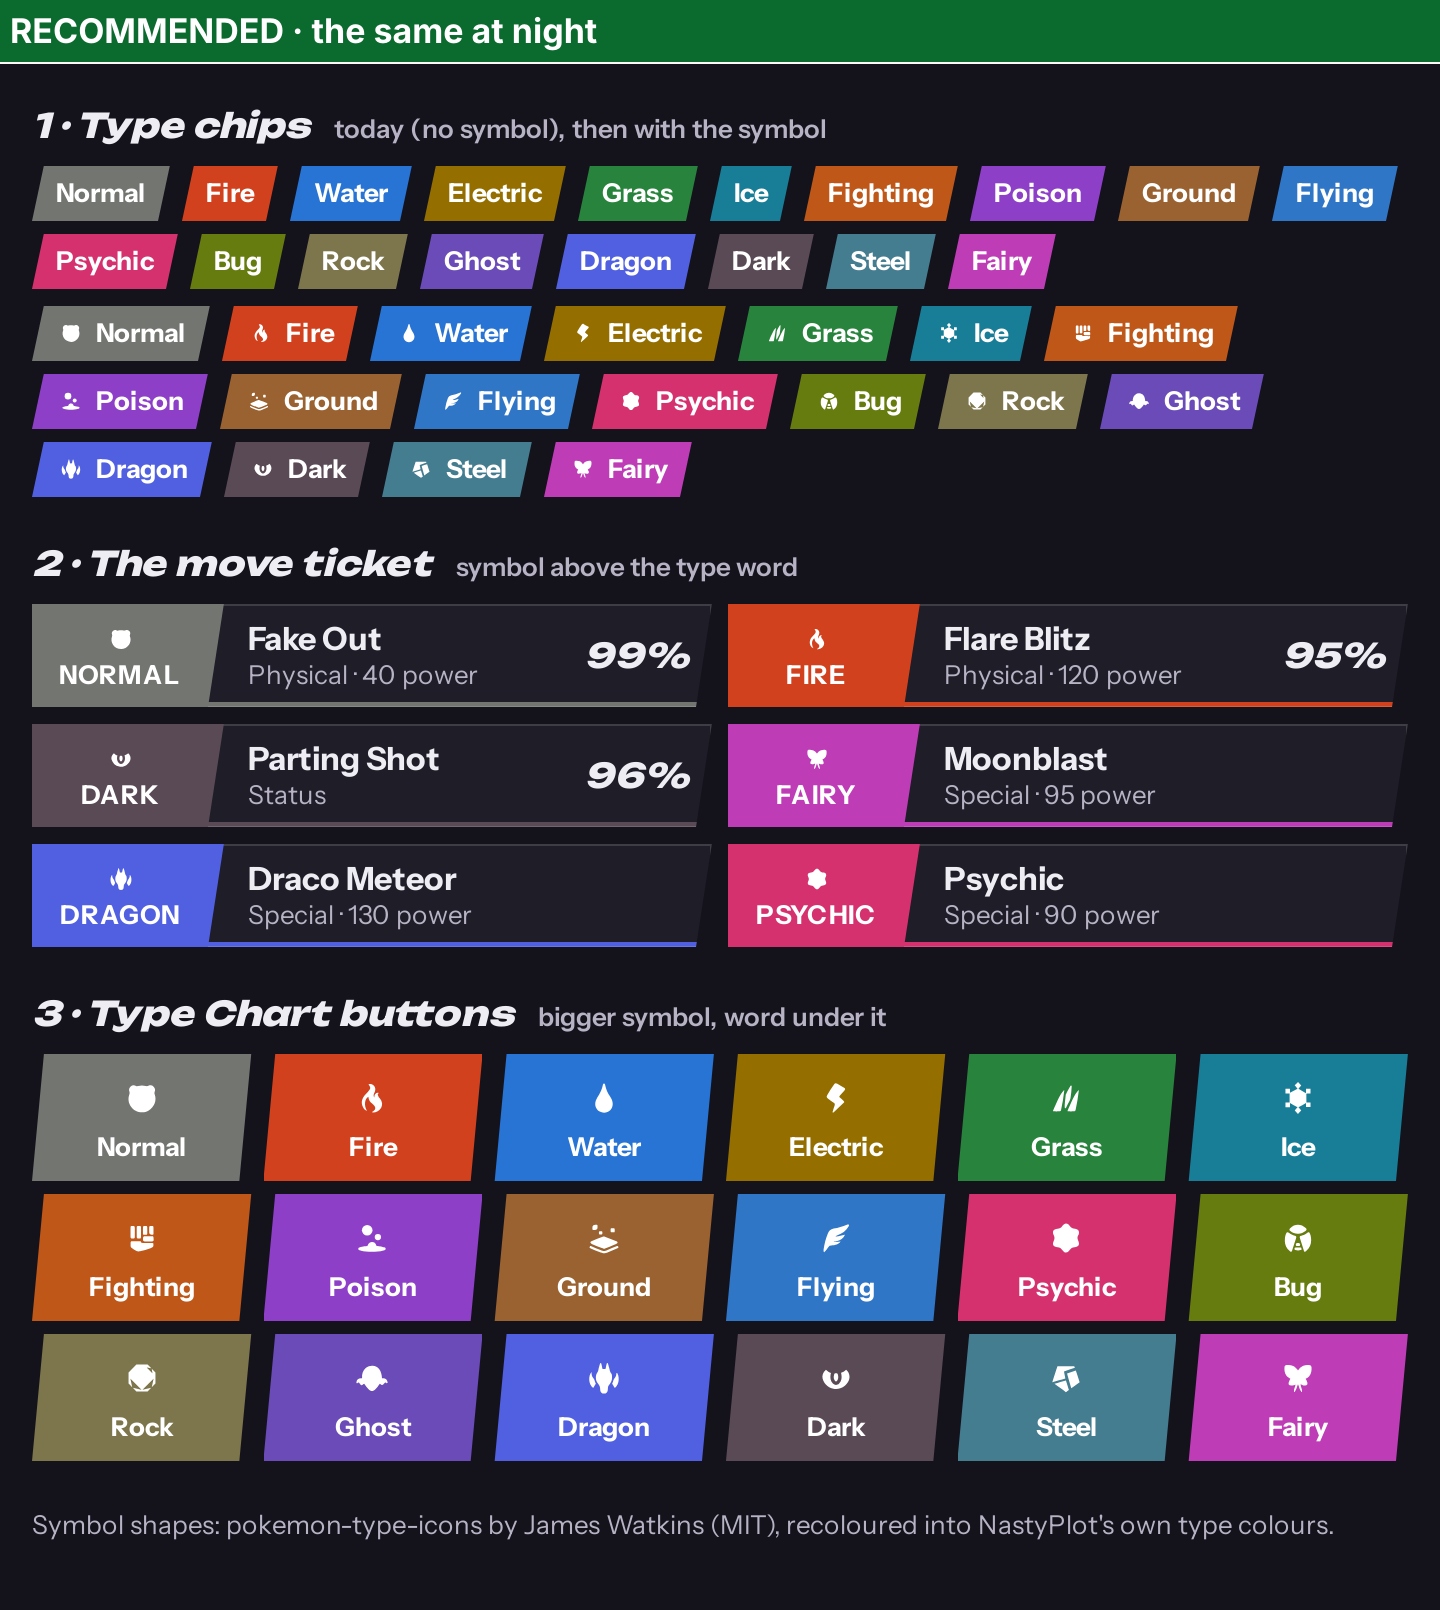 RECOMMENDED · the same at night
1 · Type chips today (no symbol), then with the symbol
Normal Fire Water Electric Grass Ice Fighting Poison Ground Flying
Psychic Bug Rock Ghost Dragon Dark Steel Fairy
Normal Fire Water Electric Grass Ice Fighting
Poison Ground Flying Psychic Bug Rock Ghost
Dragon Dark Steel Fairy
2 · The move ticket symbol above the type word
NORMAL
Fake Out
Physical · 40 power
99%
FIRE
Flare Blitz
Physical · 120 power
95%
DARK
Parting Shot
Status
96%
FAIRY
Moonblast
Special · 95 power
DRAGON
Draco Meteor
Special · 130 power
PSYCHIC
Psychic
Special · 90 power
3 · Type Chart buttons bigger symbol, word under it
Normal Fire Water Electric Grass Ice
Fighting Poison Ground Flying Psychic Bug
Rock Ghost Dragon Dark Steel Fairy
Symbol shapes: pokemon-type-icons by James Watkins (MIT), recoloured into NastyPlot's own type colours.